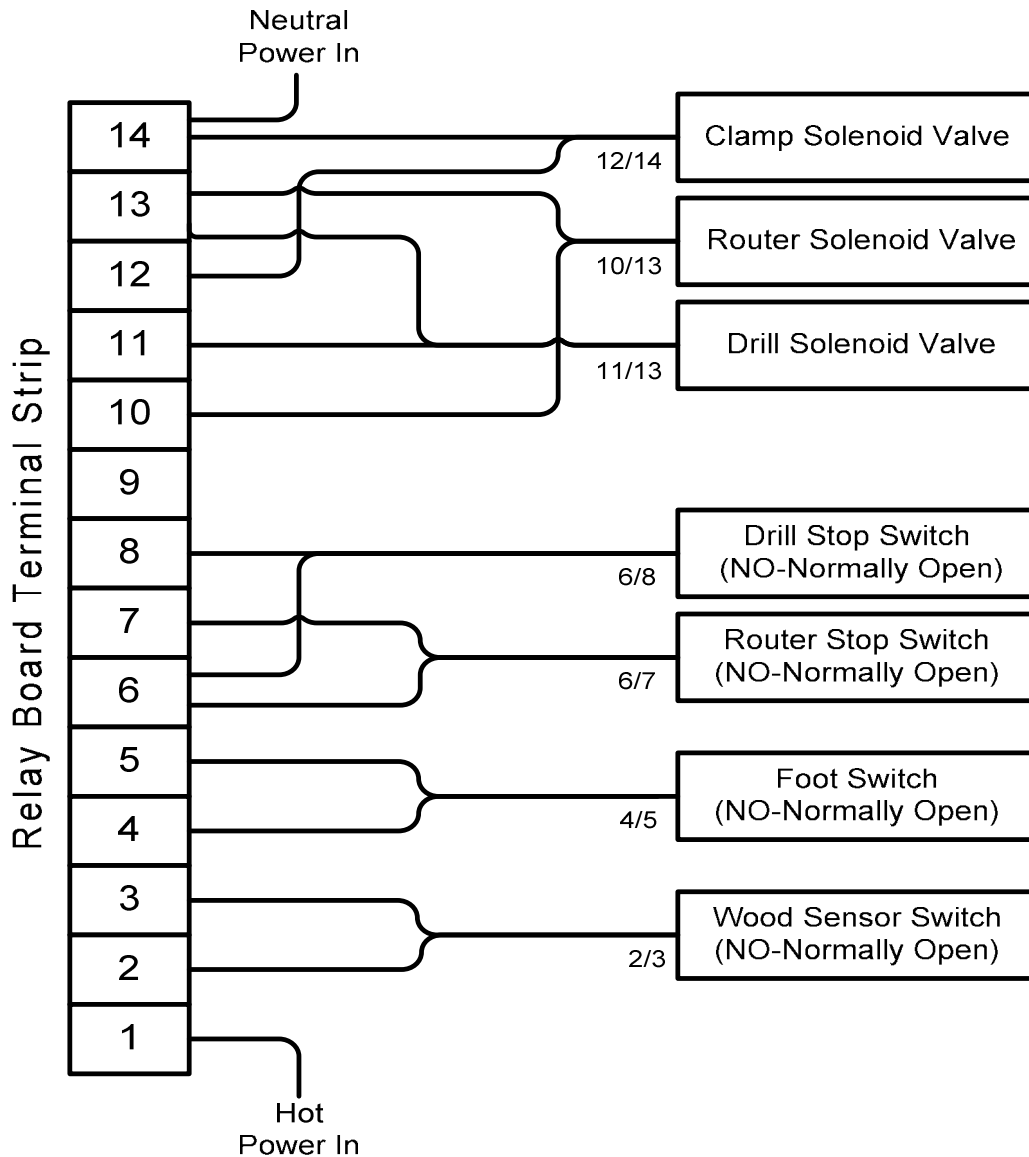 Neutral
Power In
14
13
12
11
10
9
8
7
6
5
4
3
2
1
Relay Board Terminal Strip
Hot
Power In
Clamp Solenoid Valve
12/14
Router Solenoid Valve
10/13
Drill Solenoid Valve
11/13
Drill Stop Switch
(NO-Normally Open)
6/8
Router Stop Switch
(NO-Normally Open)
6/7
Foot Switch
(NO-Normally Open)
4/5
Wood Sensor Switch
(NO-Normally Open)
2/3